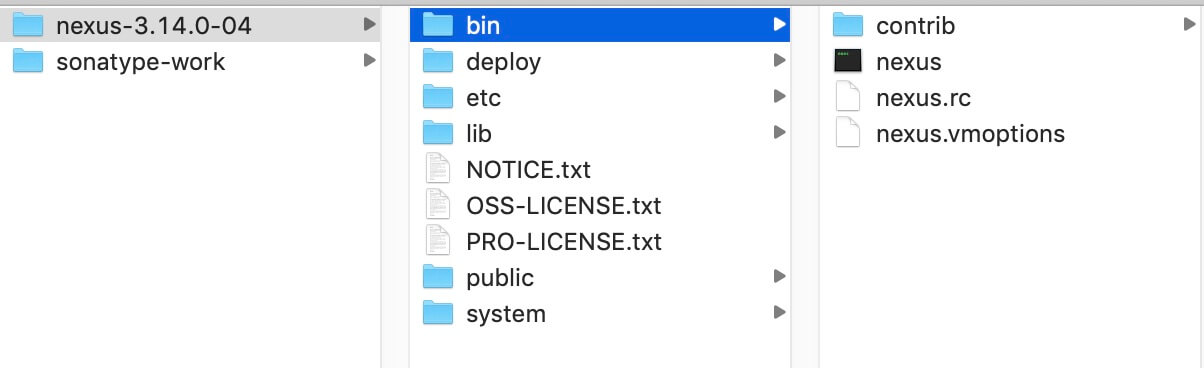 nexus-3.14.0-04
sonatype-work
bin
deploy
etc
lib
NOTICE.txt
OSS-LICENSE.txt
PRO-LICENSE.txt
public
system
contrib
nexus
nexus.rc
nexus.vmoptions